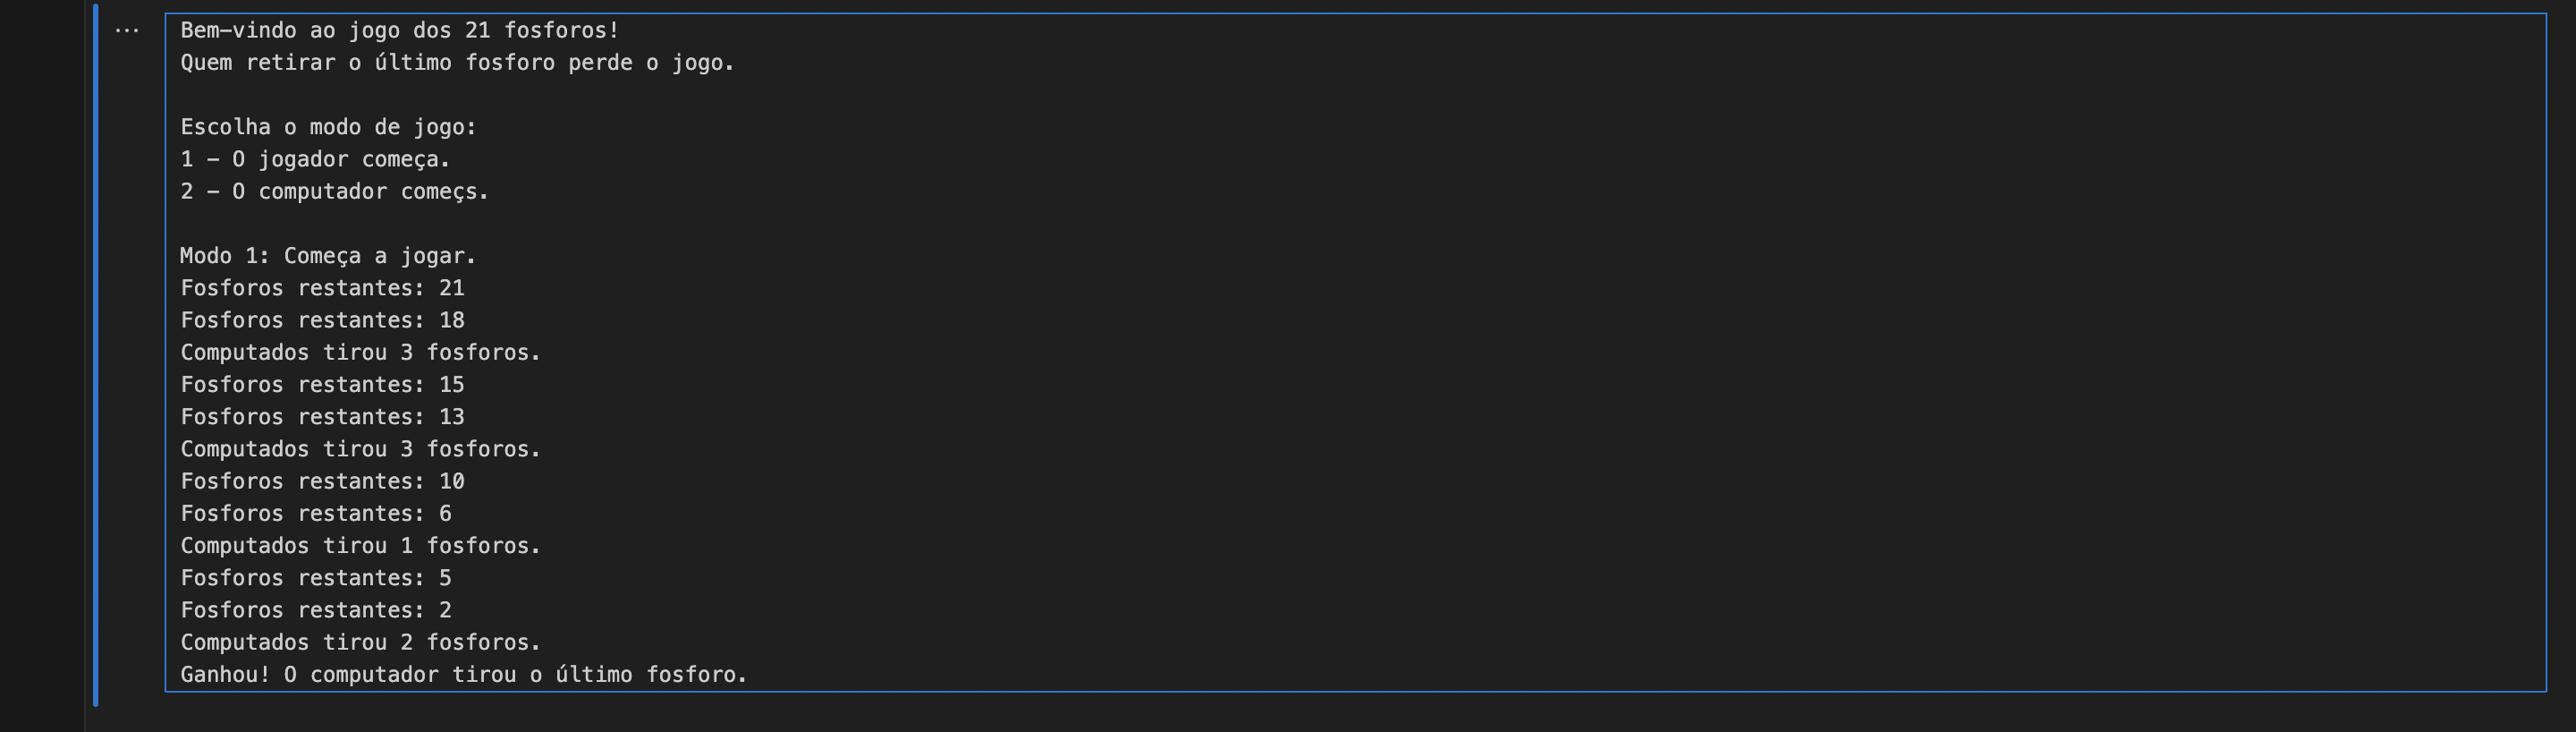 Bem-vindo ao jogo dos 21 fosforos!
Quem retirar o último fosforo perde o jogo.
Escolha o modo de jogo:
1 - O jogador começa.
2 - O computador começs.
Modo 1: Começa a jogar.
Fosforos restantes: 21
Fosforos restantes: 18
Computados tirou 3 fosforos.
Fosforos restantes: 15
Fosforos restantes: 13
Computados tirou 3 fosforos.
Fosforos restantes: 10
Fosforos restantes: 6
Computados tirou 1 fosforos.
Fosforos restantes: 5
Fosforos restantes: 2
Computados tirou 2 fosforos.
Ganhou! O computador tirou o último fosforo.